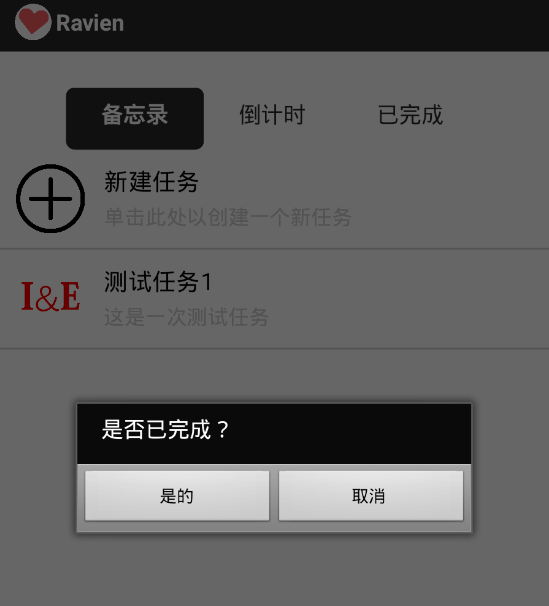 Ravien
备忘录 倒计时 已完成
新建任务
单击此处以创建一个新任务
I&E
测试任务1
这是一次测试任务
是否已完成？
是的 取消